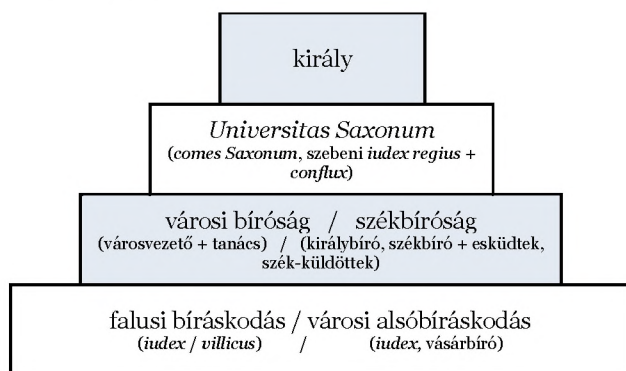 király
Universitas Saxonum
(comes Saxonum, szebeni iudex regius +
conflux)
városi bíróság / székbíróság
(városvezető + tanács) / (királybíró, székbíró + esküdtek,
szék-küldöttek)
falusi bíráskodás / városi alsóbíráskodás
(iudex / villicus) / (iudex, vásárbíró)